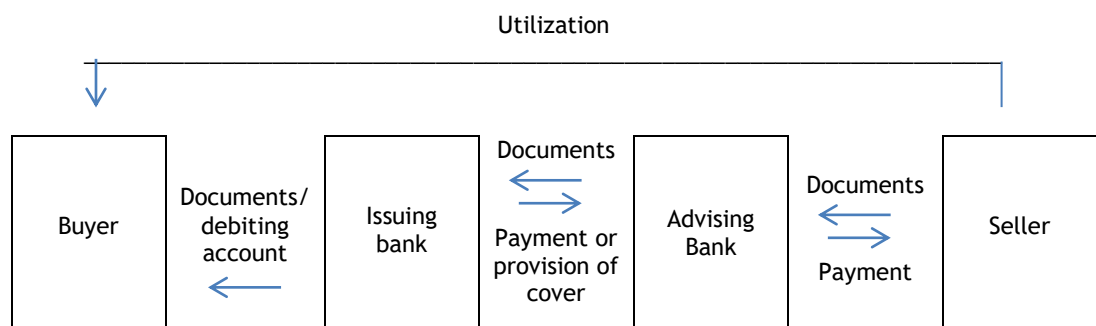 Utilization
Buyer
Documents/
debiting
account
Issuing
bank
Documents
Payment or
provision of
cover
Advising
Bank
Documents
Payment
Seller